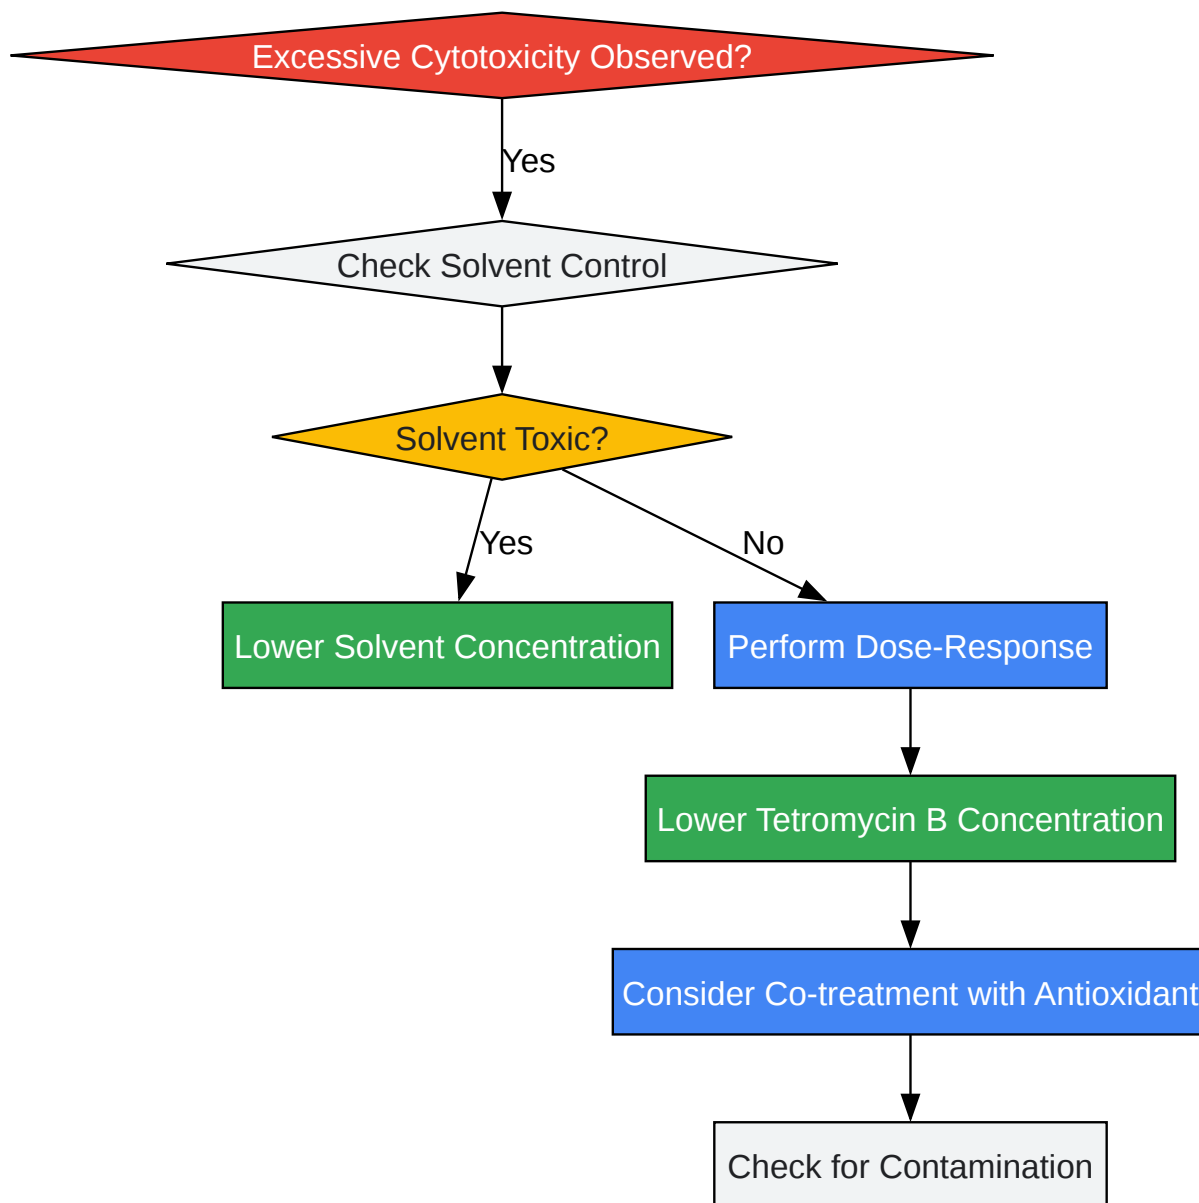 Excessive Cytotoxicity Observed?
Yes
Check Solvent Control
Solvent Toxic?
Yes
No
Lower Solvent Concentration
Perform Dose-Response
Lower Tetromycin B Concentration
Consider Co-treatment with Antioxidant
Check for Contamination